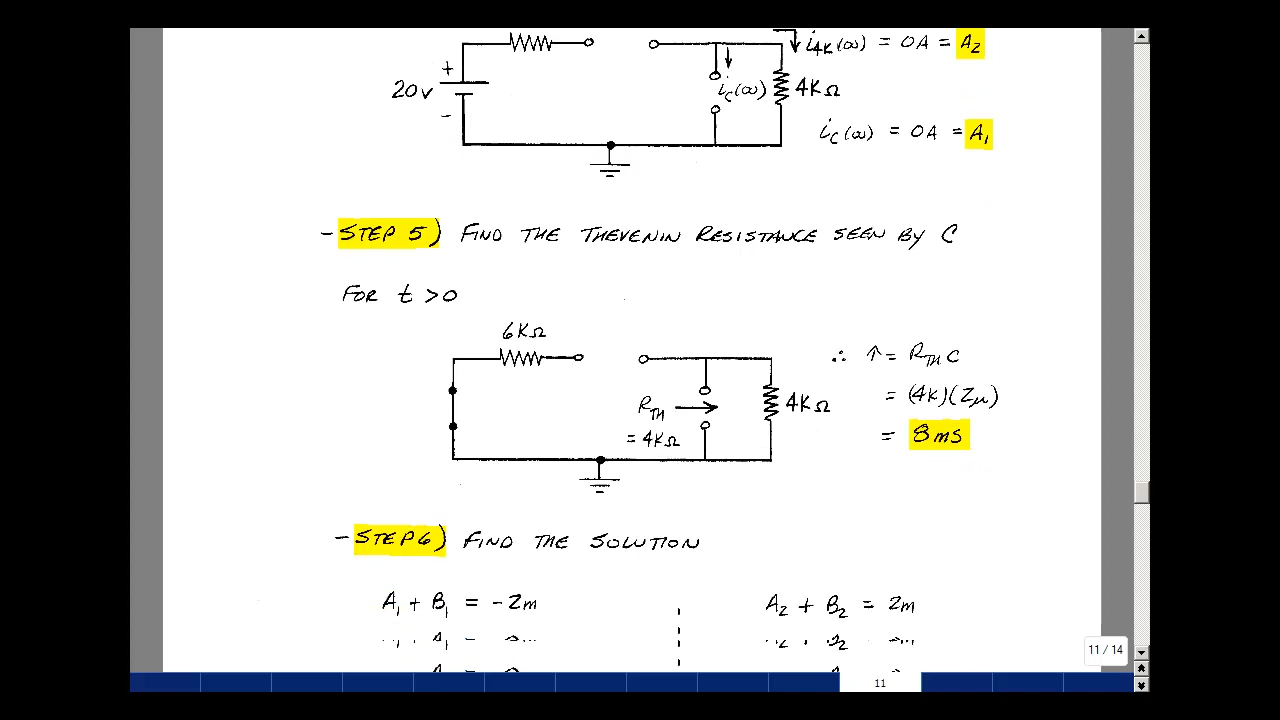 i4K(∞) = 0A = A2
+
20V
-
iC(∞)
4KΩ
iC(∞) = 0A = A1
- STEP 5) FIND THE THEVENIN RESISTANCE SEEN BY C
FOR t > 0
6KΩ
RTH
= 4KΩ
4KΩ
∴ τ = RTH C
= (4K)(2μ)
= 8ms
- STEP 6) FIND THE SOLUTION
A1 + B1 = -2m
A2 + B2 = 2m
11 / 14
11